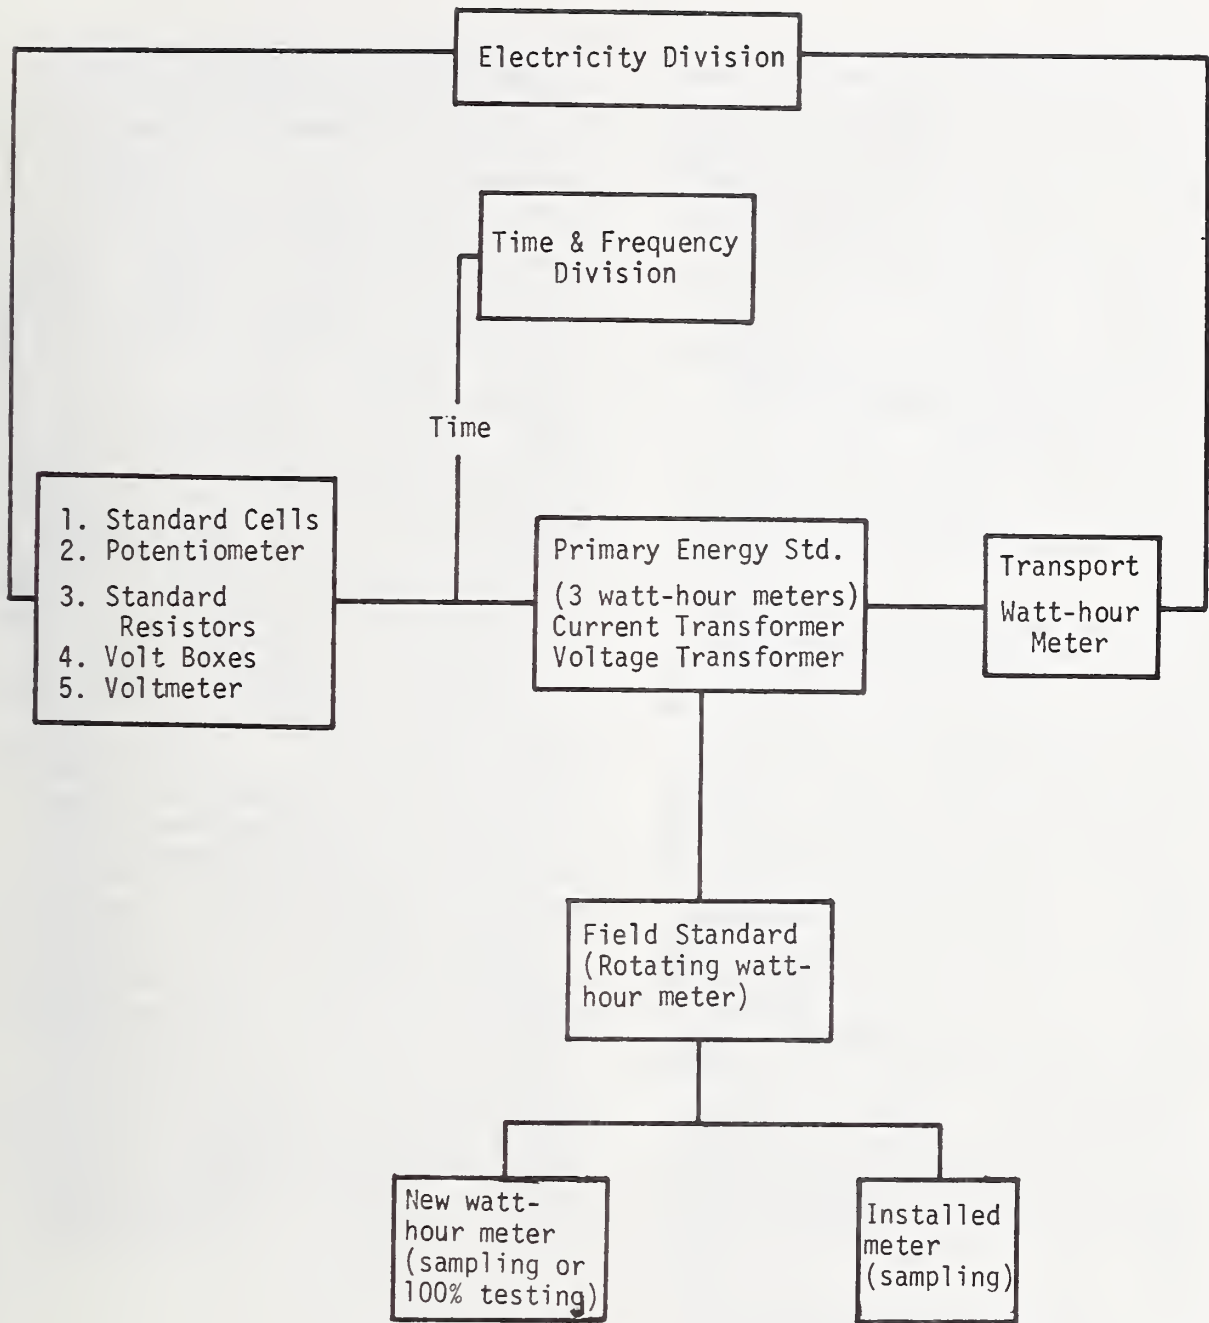 Electricity Division
Time & Frequency
Division
Time
1. Standard Cells
2. Potentiometer
3. Standard
Resistors
4. Volt Boxes
5. Voltmeter
Primary Energy Std.
(3 watt-hour meters)
Current Transformer
Voltage Transformer
Transport
Watt-hour
Meter
Field Standard
(Rotating watt-
hour meter)
New watt-
hour meter
(sampling or
100% testing)
Installed
meter
(sampling)